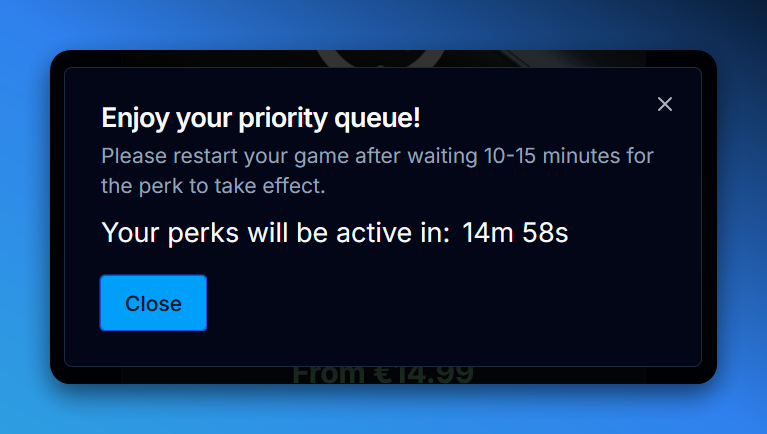 Enjoy your priority queue!
Please restart your game after waiting 10-15 minutes for
the perk to take effect.
Your perks will be active in: 14m 58s
Close
From €14.99